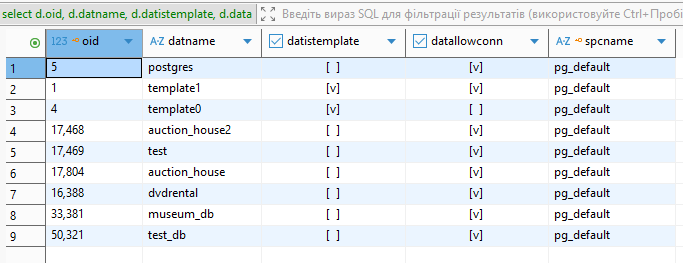 select d.oid, d.datname, d.datistemplate, d.data Введіть вираз SQL для фільтрації результатів (використовуйте Ctrl+Пробі
123 oid A-Z datname datistemplate datallowconn A-Z spcname
1 5 postgres [ ] [v] pg_default
2 1 template1 [v] [v] pg_default
3 4 template0 [v] [ ] pg_default
4 17,468 auction_house2 [ ] [v] pg_default
5 17,469 test [ ] [v] pg_default
6 17,804 auction_house [ ] [v] pg_default
7 16,388 dvdrental [ ] [v] pg_default
8 33,381 museum_db [ ] [v] pg_default
9 50,321 test_db [ ] [v] pg_default